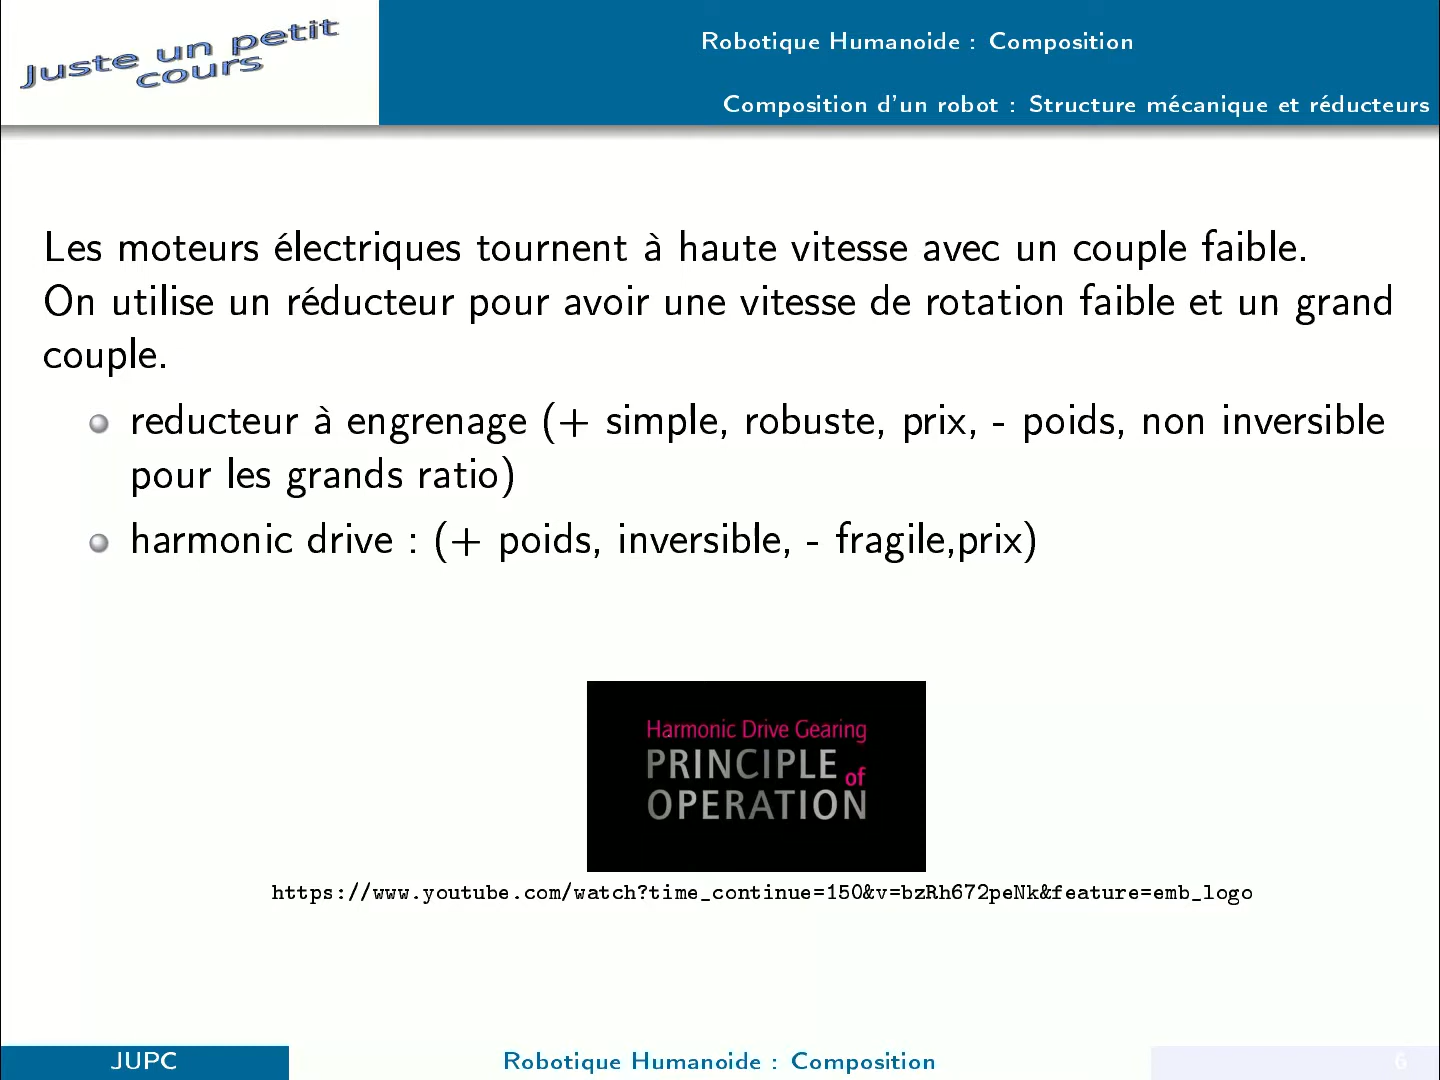 Juste un petit
cours
Robotique Humanoide : Composition
Composition d'un robot : Structure mécanique et réducteurs
Les moteurs électriques tournent à haute vitesse avec un couple faible.
On utilise un réducteur pour avoir une vitesse de rotation faible et un grand
couple.
reducteur à engrenage (+ simple, robuste, prix, - poids, non inversible
pour les grands ratio)
harmonic drive : (+ poids, inversible, - fragile,prix)
Harmonic Drive Gearing
PRINCIPLE of
OPERATION
https://www.youtube.com/watch?time_continue=150&v=bzRh672peNk&feature=emb_logo
JUPC
Robotique Humanoide : Composition
6